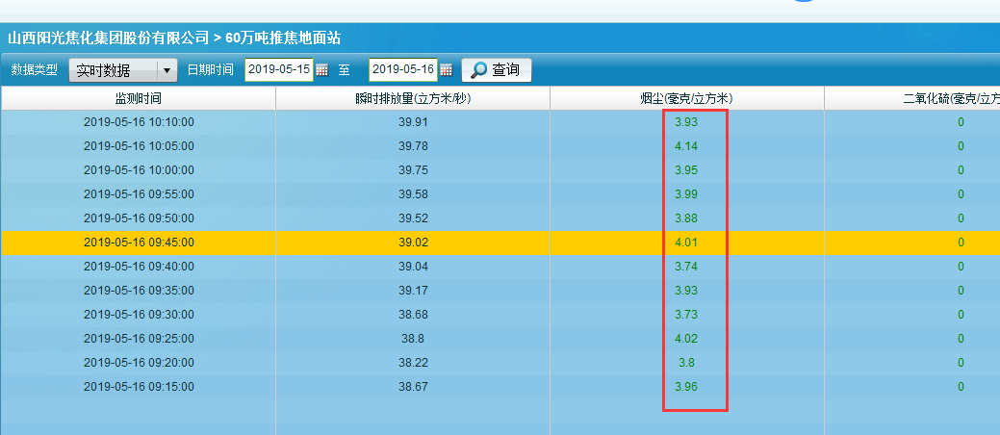 山西阳光焦化集团股份有限公司 > 60万吨推焦地面站
数据类型 实时数据 日期时间 2019-05-15 至 2019-05-16 查询
监测时间 瞬时排放量(立方米/秒) 烟尘(毫克/立方米) 二氧化硫(毫克/立方
2019-05-16 10:10:00 39.91 3.93 0
2019-05-16 10:05:00 39.78 4.14 0
2019-05-16 10:00:00 39.75 3.95 0
2019-05-16 09:55:00 39.58 3.99 0
2019-05-16 09:50:00 39.52 3.88 0
2019-05-16 09:45:00 39.02 4.01 0
2019-05-16 09:40:00 39.04 3.74 0
2019-05-16 09:35:00 39.17 3.93 0
2019-05-16 09:30:00 38.68 3.73 0
2019-05-16 09:25:00 38.8 4.02 0
2019-05-16 09:20:00 38.22 3.8 0
2019-05-16 09:15:00 38.67 3.96 0